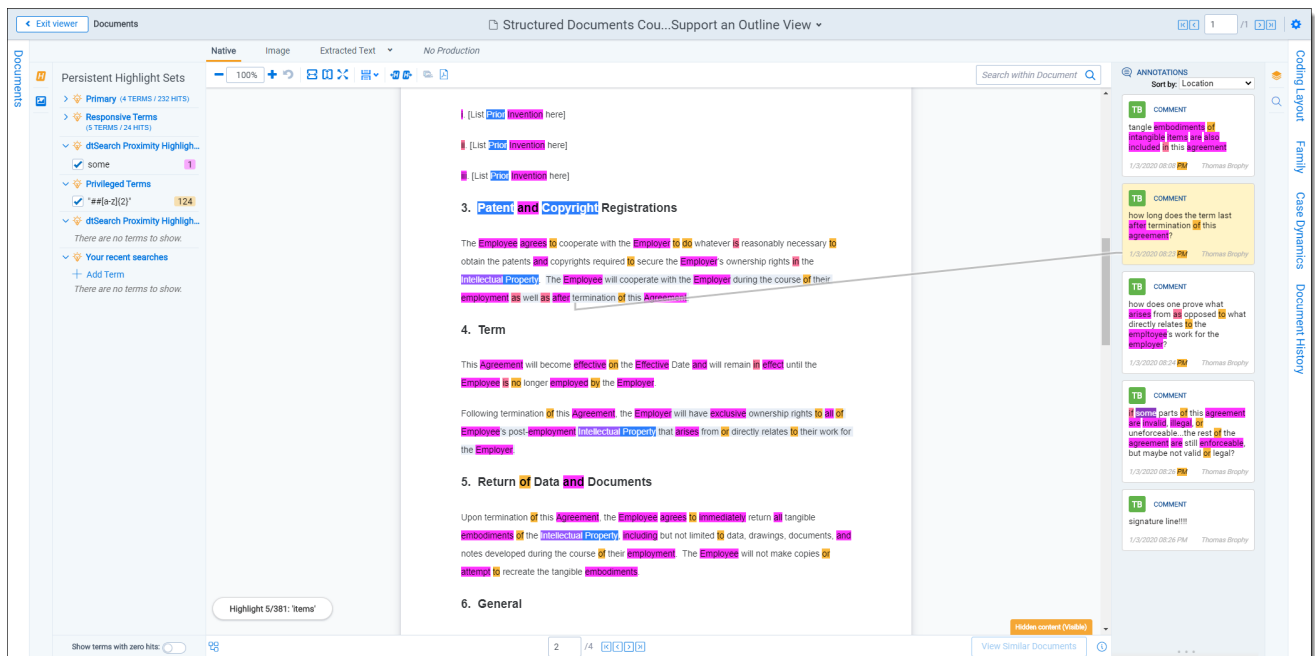 Exit viewer
Documents
Structured Documents Cou...Support an Outline View
1 /1
Documents
Persistent Highlight Sets
Primary (4 TERMS / 232 HITS)
Responsive Terms
(5 TERMS / 24 HITS)
dtSearch Proximity Highligh...
some 1
Privileged Terms
"##[a-z]{2}" 124
dtSearch Proximity Highligh...
There are no terms to show.
Your recent searches
Add Term
There are no terms to show.
Show terms with zero hits:
Native Image Extracted Text No Production
100%
Search within Document
i. [List Prior Invention here]
ii. [List Prior Invention here]
iii. [List Prior Invention here]
3. Patent and Copyright Registrations
The Employee agrees to cooperate with the Employer to do whatever is reasonably necessary to
obtain the patents and copyrights required to secure the Employer's ownership rights in the
Intellectual Property. The Employee will cooperate with the Employer during the course of their
employment as well as after termination of this Agreement.
4. Term
This Agreement will become effective on the Effective Date and will remain in effect until the
Employee is no longer employed by the Employer.
Following termination of this Agreement, the Employer will have exclusive ownership rights to all of
Employee's post-employment Intellectual Property that arises from or directly relates to their work for
the Employer.
5. Return of Data and Documents
Upon termination of this Agreement, the Employee agrees to immediately return all tangible
embodiments of the Intellectual Property, including but not limited to data, drawings, documents, and
notes developed during the course of their employment. The Employee will not make copies or
attempt to recreate the tangible embodiments.
6. General
Highlight 5/381: 'items'
Hidden content (Visible)
2 /4
View Similar Documents
ANNOTATIONS
Sort by: Location
TB COMMENT
tangle embodiments of
intangible items are also
included in this agreement
1/3/2020 08:08 PM Thomas Brophy
TB COMMENT
how long does the term last
after termination of this
agreement?
1/3/2020 08:23 PM Thomas Brophy
TB COMMENT
how does one prove what
arises from as opposed to what
directly relates to the
empltoyee's work for the
employer?
1/3/2020 08:24 PM Thomas Brophy
TB COMMENT
If some parts of this agreement
are invalid, illegal, or
uneforceable...the rest of the
agreement are still enforceable,
but maybe not valid or legal?
1/3/2020 08:26 PM Thomas Brophy
TB COMMENT
signature line!!!!
1/3/2020 08:26 PM Thomas Brophy
Coding Layout
Family
Case Dynamics
Document History